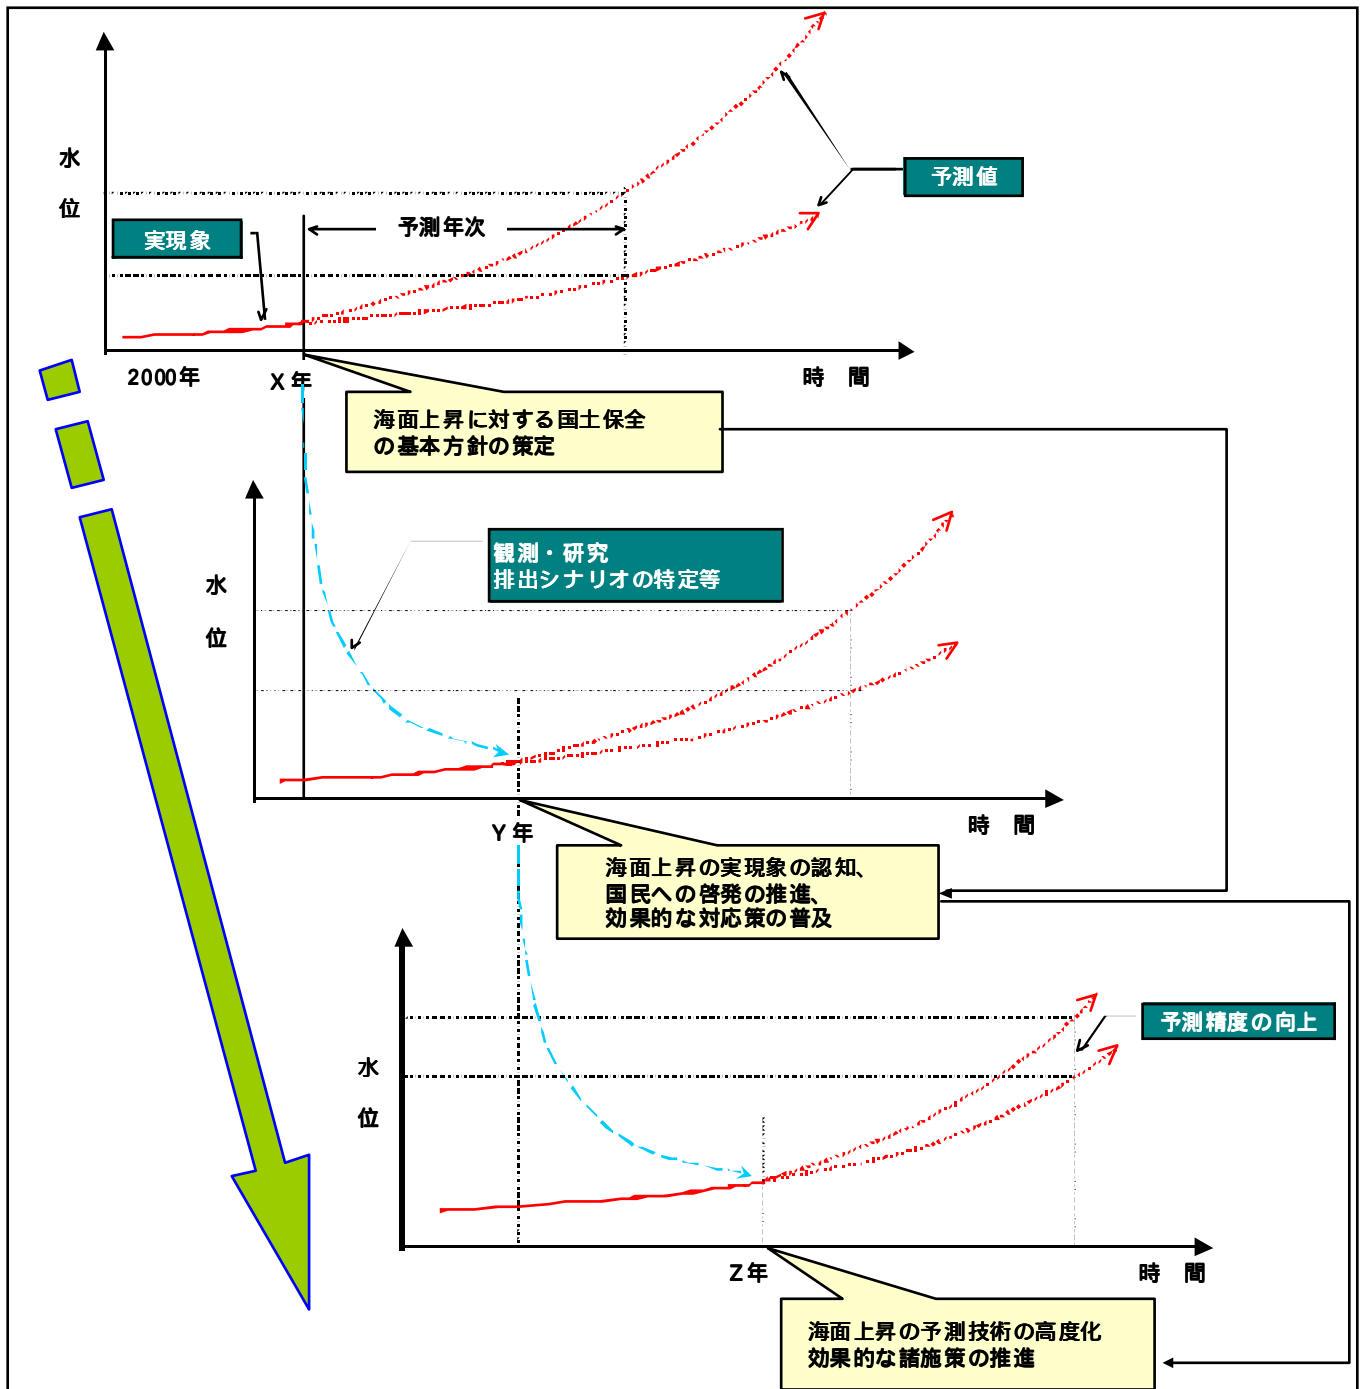 水
位
予測値
実現象
予測年次
2000年
X年
時 間
海面上昇に対する国土保全
の基本方針の策定
水
位
観測・研究
排出シナリオの特定等
Y年
時 間
海面上昇の実現象の認知、
国民への啓発の推進、
効果的な対応策の普及
水
位
予測精度の向上
Z年
時 間
海面上昇の予測技術の高度化
効果的な諸施策の推進